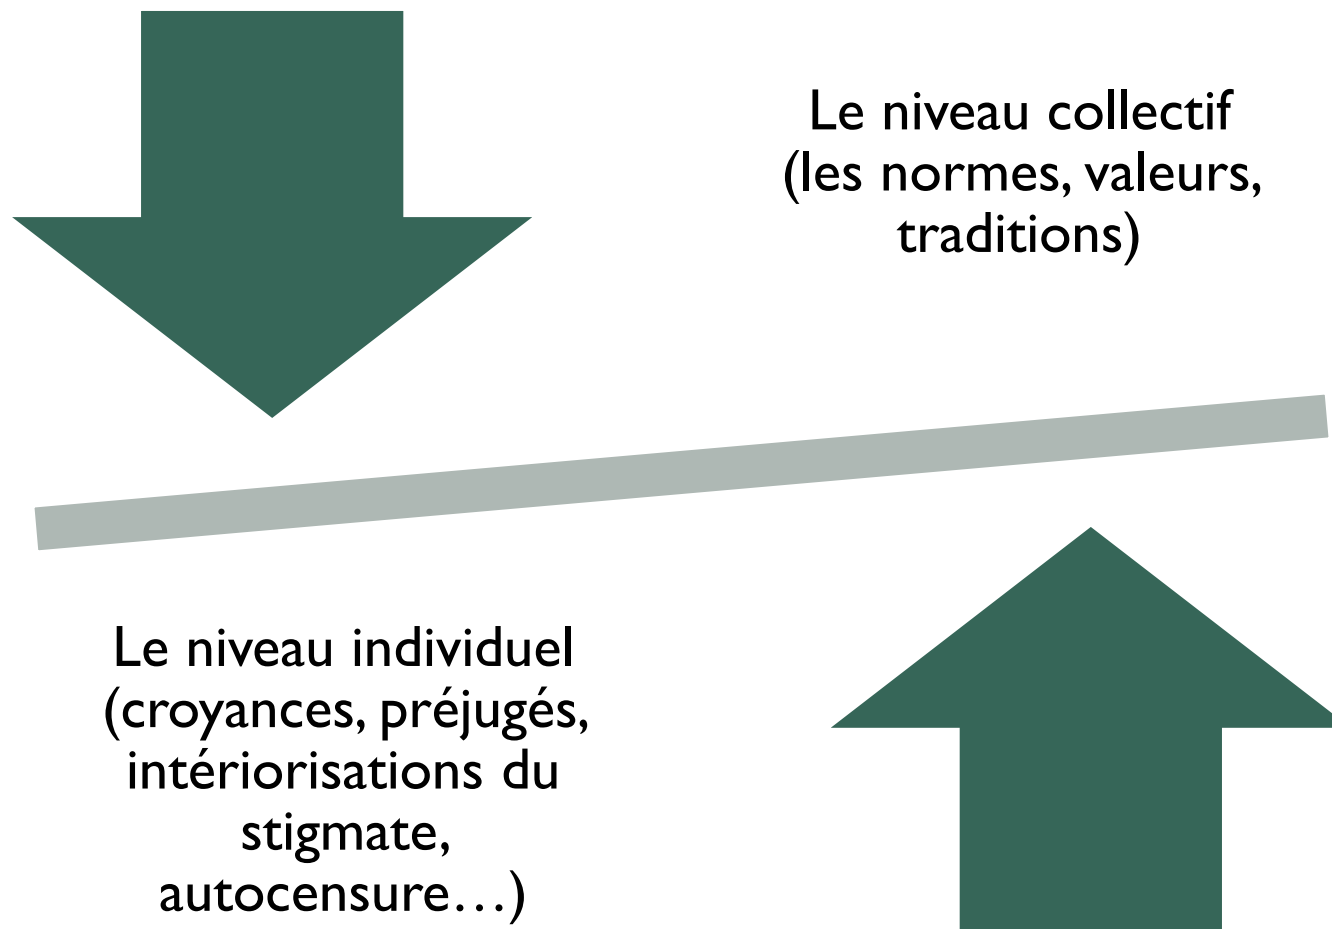 Le niveau collectif
(les normes, valeurs,
traditions)
Le niveau individuel
(croyances, préjugés,
intériorisations du
stigmate,
autocensure…)